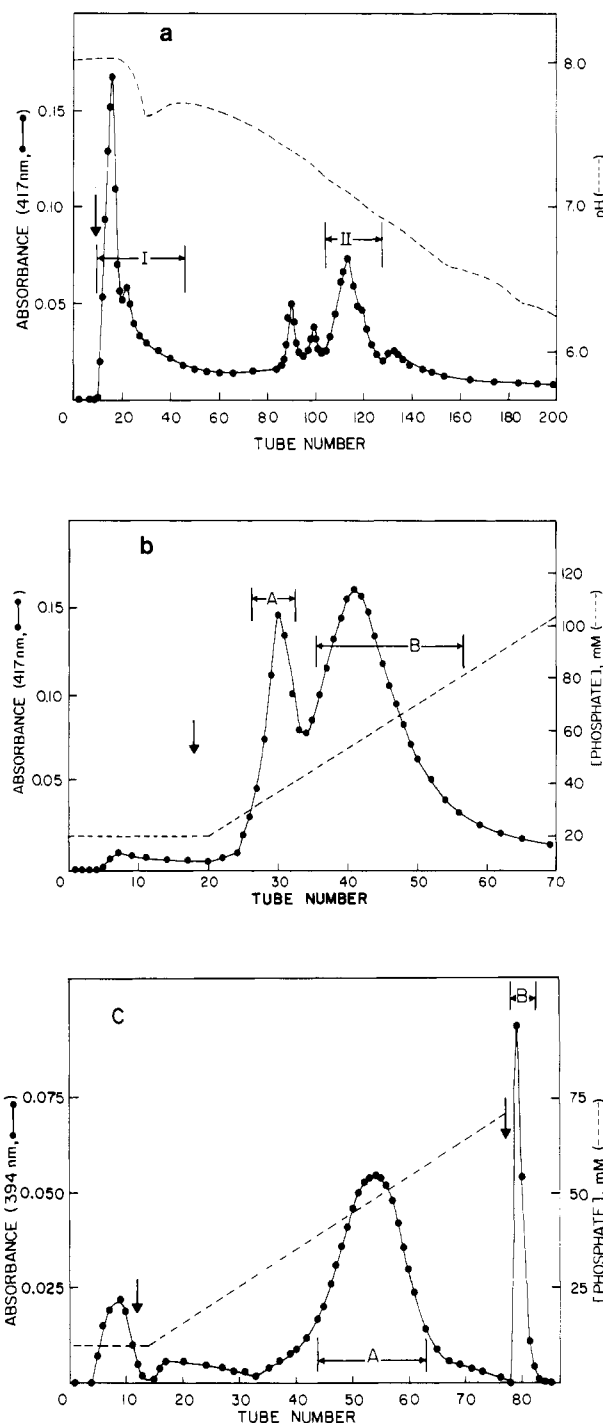 a
ABSORBANCE (417nm, •—•)
pH (----)
0.15
0.10
0.05
8.0
7.0
6.0
I
II
0 20 40 60 80 100 120 140 160 180 200
TUBE NUMBER
b
ABSORBANCE (417nm, •—•)
[PHOSPHATE], mM (----)
0.15
0.10
0.05
120
100
80
60
40
20
A
B
0 10 20 30 40 50 60 70
TUBE NUMBER
C
ABSORBANCE (394 nm, •—•)
[PHOSPHATE], mM (-----)
0.075
0.050
0.025
75
50
25
A
B
0 10 20 30 40 50 60 70 80
TUBE NUMBER